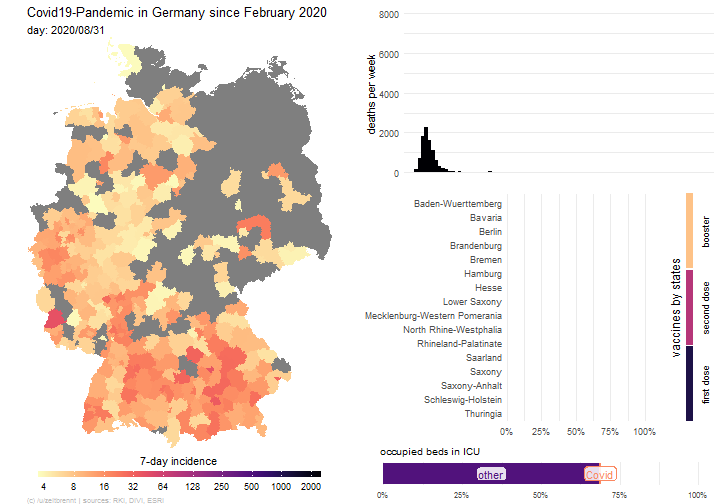 Covid19-Pandemic in Germany since February 2020
day: 2020/08/31
7-day incidence
4 8 16 32 64 125 250 500 1000 2000
(c) /u/zeitbrennt | sources: RKI, DIVI, ESRI
deaths per week
8000
6000
4000
2000
0
Baden-Wuerttemberg
Bavaria
Berlin
Brandenburg
Bremen
Hamburg
Hesse
Lower Saxony
Mecklenburg-Western Pomerania
North Rhine-Westphalia
Rhineland-Palatinate
Saarland
Saxony
Saxony-Anhalt
Schleswig-Holstein
Thuringia
0% 25% 50% 75% 100%
vaccines by states
booster
second dose
first dose
occupied beds in ICU
other Covid
0% 25% 50% 75% 100%